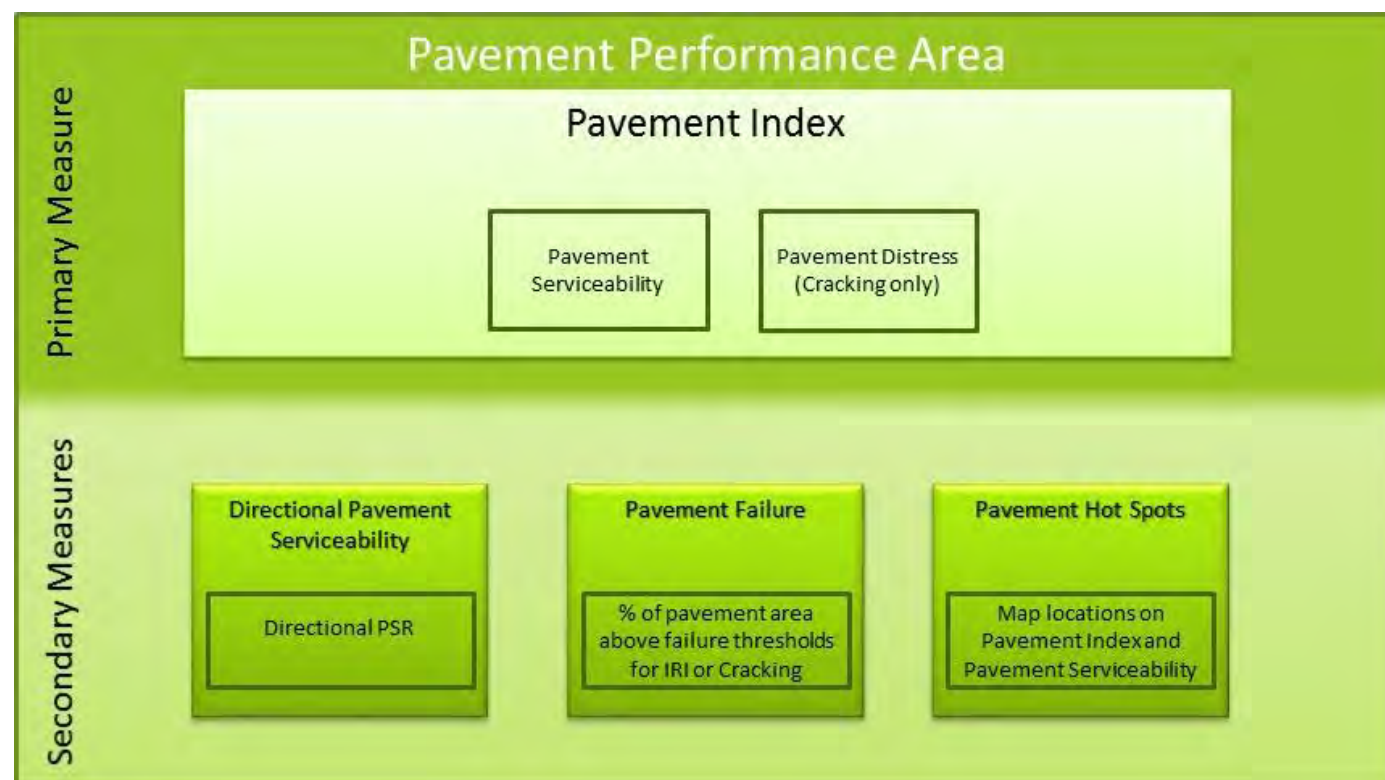 Pavement Performance Area
Primary Measure
Pavement Index
Pavement
Serviceability
Pavement Distress
(Cracking only)
Secondary Measures
Directional Pavement
Serviceability
Directional PSR
Pavement Failure
% of pavement area
above failure thresholds
for IRI or Cracking
Pavement Hot Spots
Map locations on
Pavement Index and
Pavement Serviceability